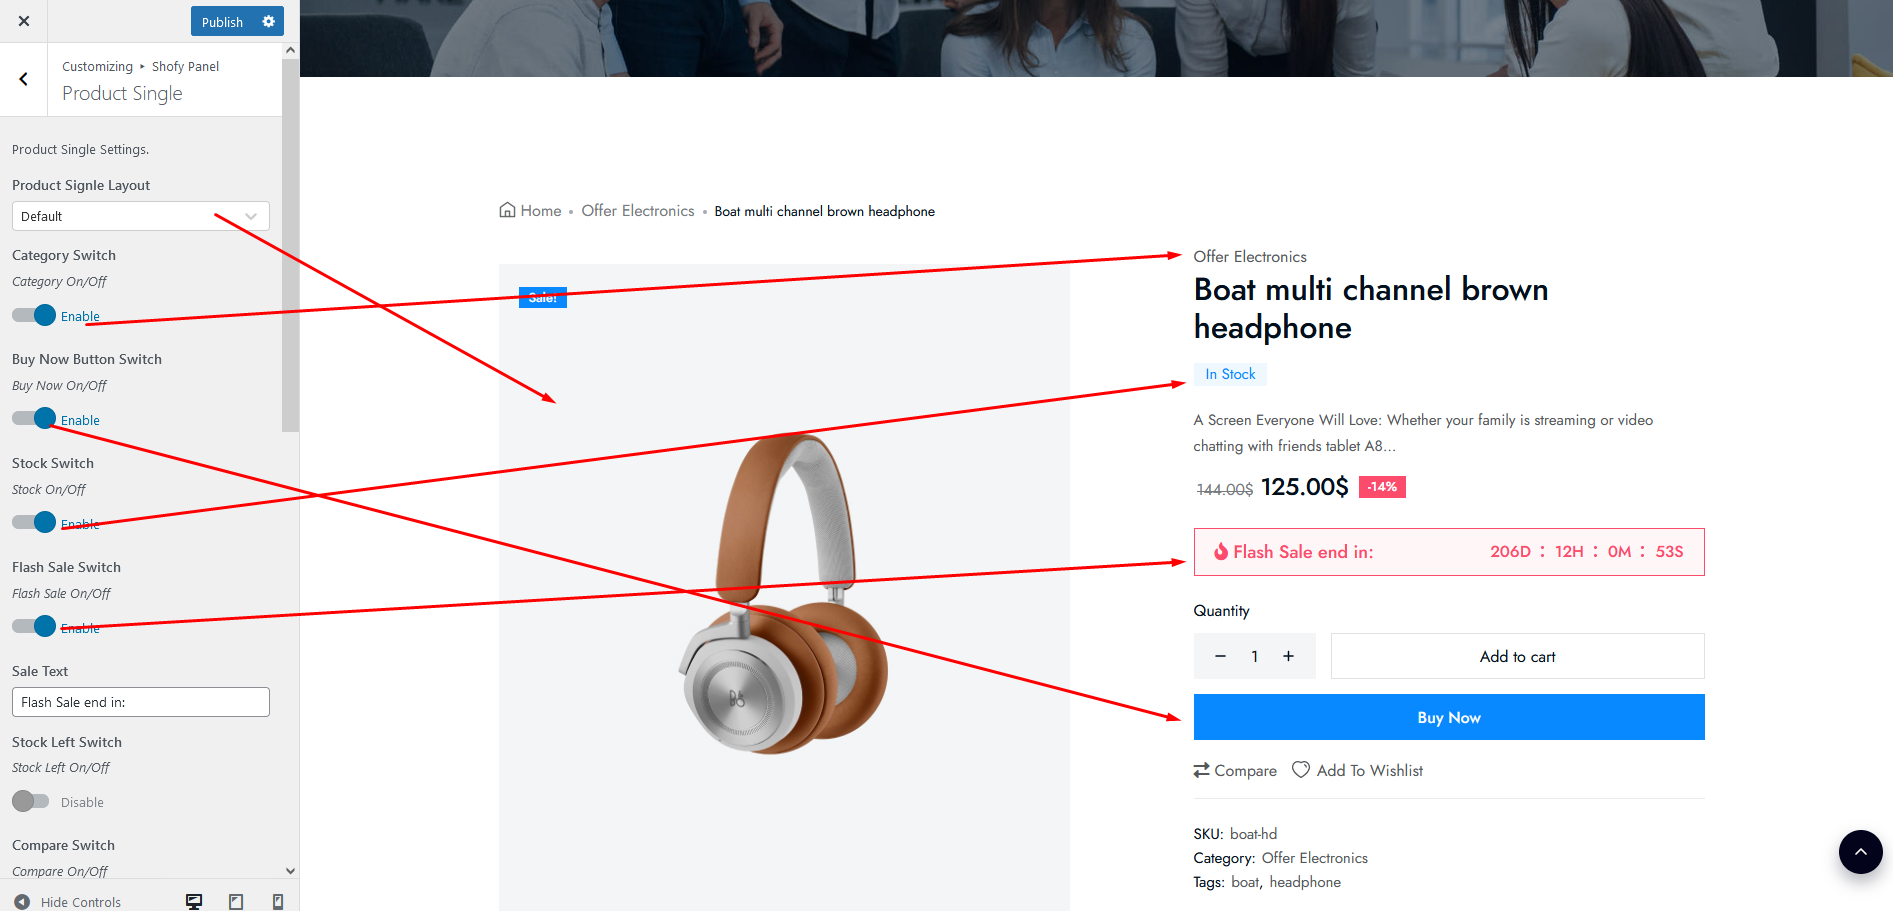 Publish
Customizing ▸ Shofy Panel
Product Single
Product Single Settings.
Product Signle Layout
Default
Category Switch
Category On/Off
Enable
Buy Now Button Switch
Buy Now On/Off
Enable
Stock Switch
Stock On/Off
Enable
Flash Sale Switch
Flash Sale On/Off
Enable
Sale Text
Flash Sale end in:
Stock Left Switch
Stock Left On/Off
Disable
Compare Switch
Compare On/Off
Hide Controls
Home • Offer Electronics • Boat multi channel brown headphone
Sale!
Offer Electronics
Boat multi channel brown
headphone
In Stock
A Screen Everyone Will Love: Whether your family is streaming or video
chatting with friends tablet A8...
144.00$ 125.00$ -14%
Flash Sale end in: 206D : 12H : 0M : 53S
Quantity
− 1 + Add to cart
Buy Now
Compare Add To Wishlist
SKU: boat-hd
Category: Offer Electronics
Tags: boat, headphone